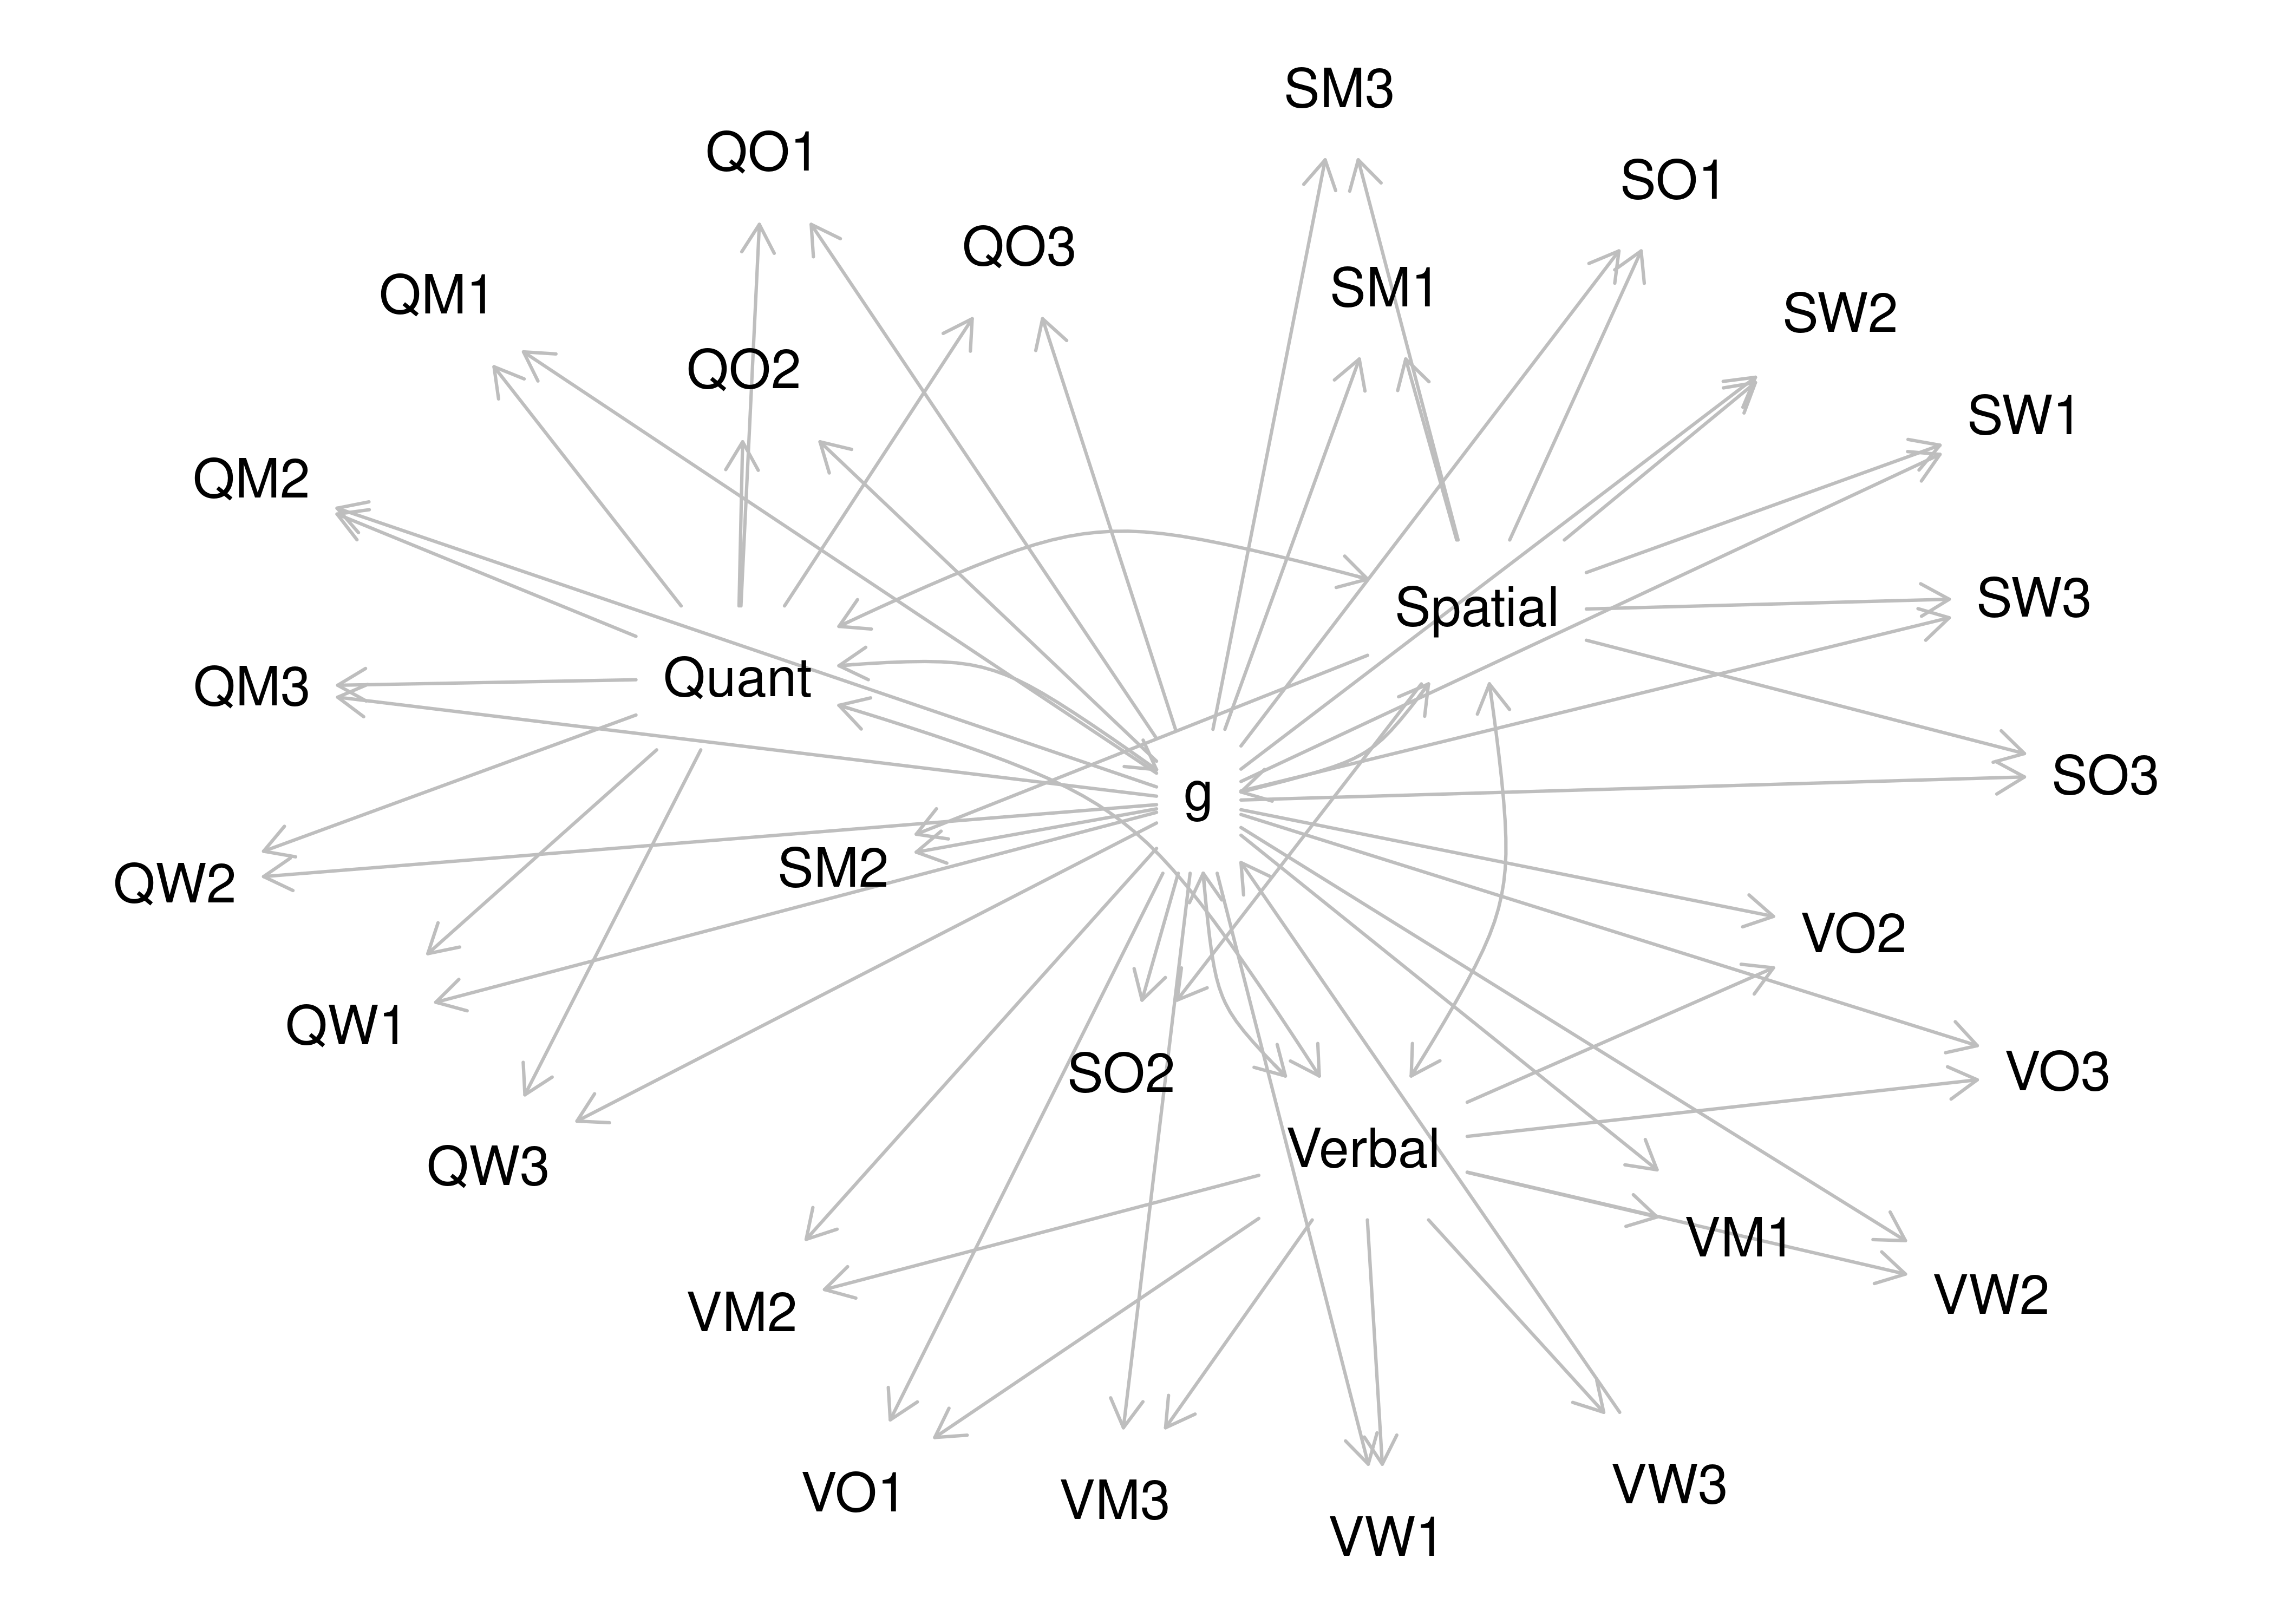 SM3
QO1
SO1
QO3
SM1
QM1
SW2
QO2
SW1
QM2
SW3
Spatial
Quant
QM3
SO3
g
SM2
QW2
VO2
QW1
SO2
VO3
Verbal
QW3
VM1
VW2
VM2
VW3
VO1
VM3
VW1